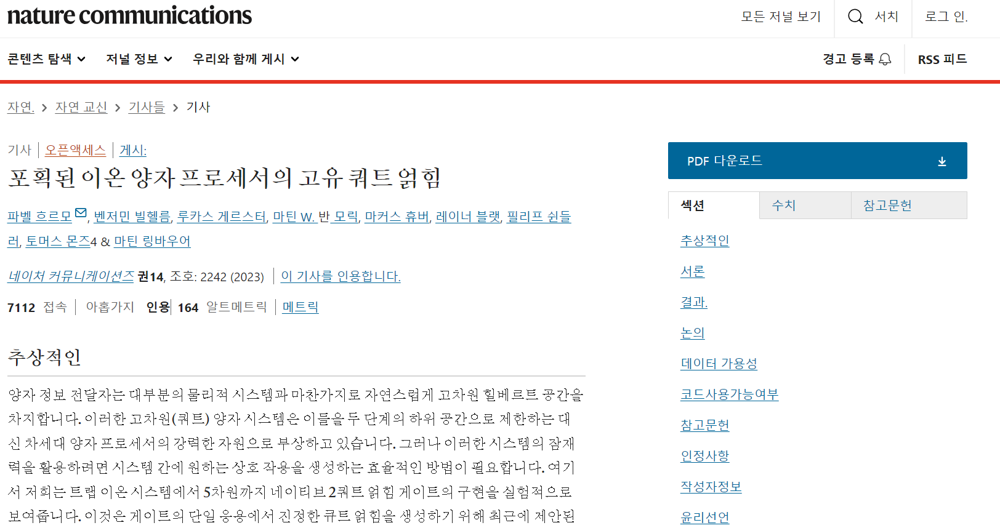 nature communications
모든 저널 보기
서치
로그 인.
콘텐츠 탐색
저널 정보
우리와 함께 게시
경고 등록
RSS 피드
자연. > 자연 교신 > 기사들 > 기사
기사 | 오픈액세스 | 게시:
포획된 이온 양자 프로세서의 고유 쿼트 얽힘
파벨 흐르모, 벤저민 빌헬름, 루카스 게르스터, 마틴 W. 반 모릭, 마커스 휴버, 레이너 블랫, 필리프 쉰들
러, 토머스 몬즈4 & 마틴 링바우어
네이처 커뮤니케이션즈 권14, 조호: 2242 (2023) | 이 기사를 인용합니다.
7112 접속 | 아홉가지 인용 | 164 알트메트릭 | 메트릭
추상적인
양자 정보 전달자는 대부분의 물리적 시스템과 마찬가지로 자연스럽게 고차원 힐베르트 공간을
차지합니다. 이러한 고차원(쿼트) 양자 시스템은 이들을 두 단계의 하위 공간으로 제한하는 대
신 차세대 양자 프로세서의 강력한 자원으로 부상하고 있습니다. 그러나 이러한 시스템의 잠재
력을 활용하려면 시스템 간에 원하는 상호 작용을 생성하는 효율적인 방법이 필요합니다. 여기
서 저희는 트랩 이온 시스템에서 5차원까지 네이티브 2쿼트 얽힘 게이트의 구현을 실험적으로
보여줍니다. 이것은 게이트의 단일 응용에서 진정한 큐트 얽힘을 생성하기 위해 최근에 제안된
PDF 다운로드
섹션
수치
참고문헌
추상적인
서론
결과.
논의
데이터 가용성
코드사용가능여부
참고문헌
인정사항
작성자정보
윤리선언